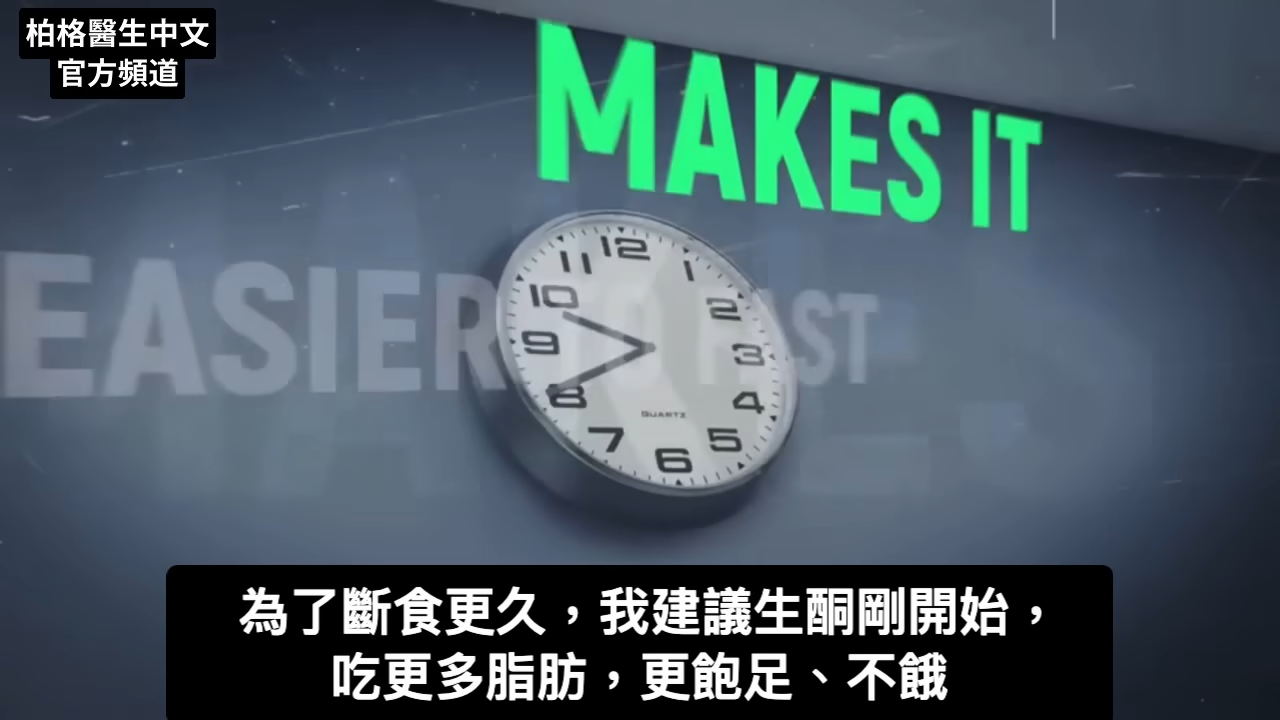 柏格醫生中文
官方頻道
MAKES IT
EASIER TO FAST
12
11
1
10
2
9
3
8
4
QUARTZ
7
5
6
為了斷食更久，我建議生酮剛開始，
吃更多脂肪，更飽足、不餓